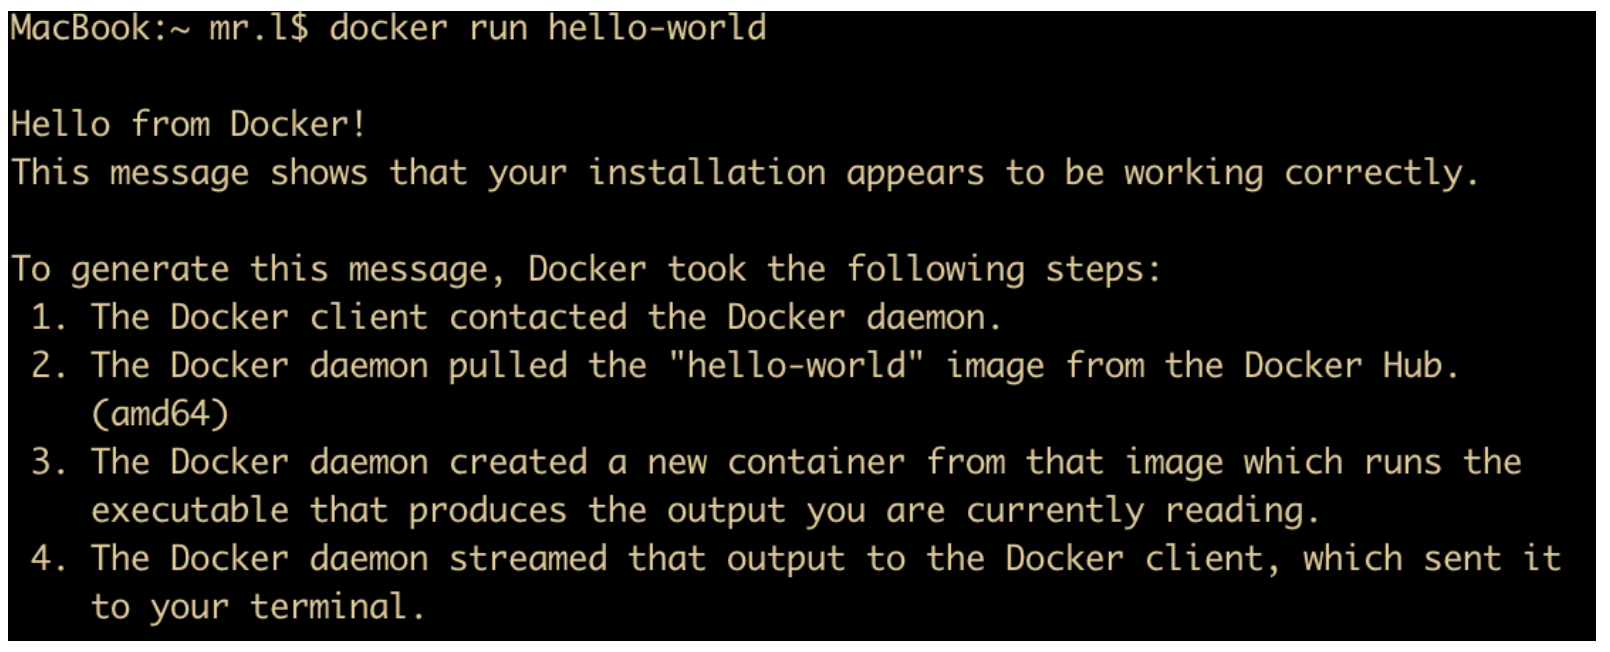 MacBook:~ mr.l$ docker run hello-world
Hello from Docker!
This message shows that your installation appears to be working correctly.
To generate this message, Docker took the following steps:
1. The Docker client contacted the Docker daemon.
2. The Docker daemon pulled the "hello-world" image from the Docker Hub.
(amd64)
3. The Docker daemon created a new container from that image which runs the
executable that produces the output you are currently reading.
4. The Docker daemon streamed that output to the Docker client, which sent it
to your terminal.